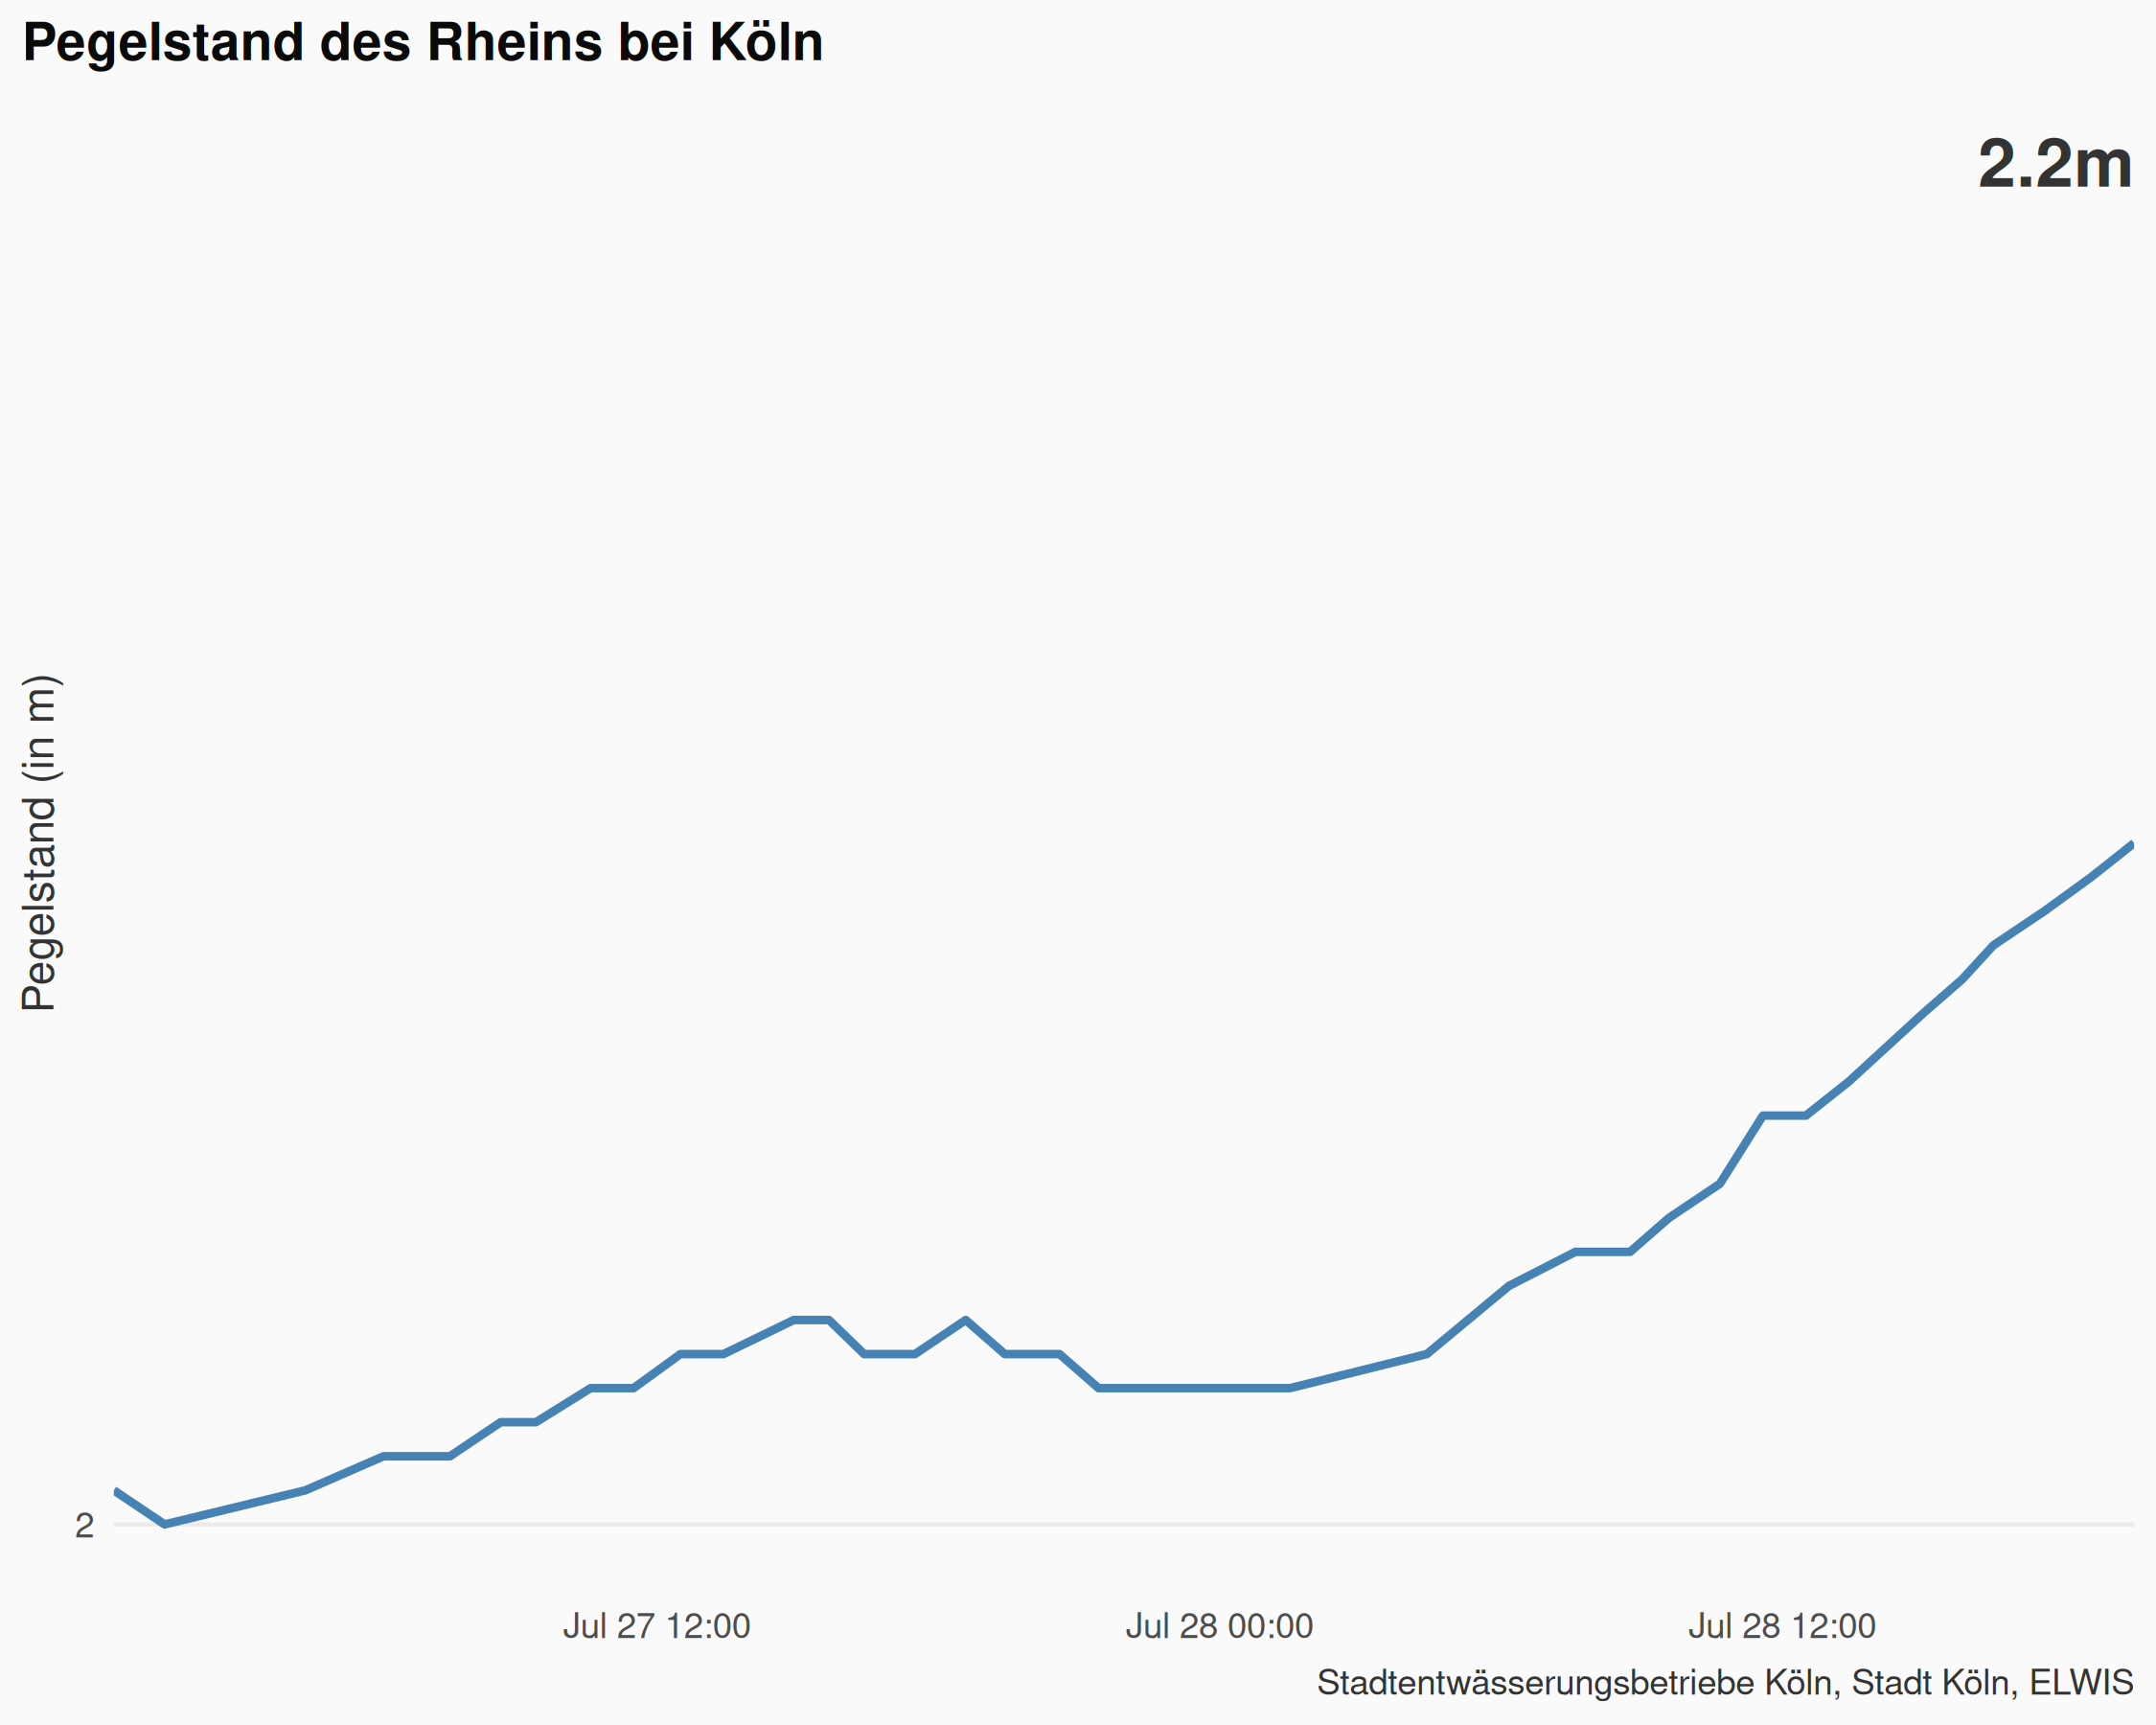 Pegelstand des Rheins bei Köln
2.2m
Pegelstand (in m)
2
Jul 27 12:00
Jul 28 00:00
Jul 28 12:00
Stadtentwässerungsbetriebe Köln, Stadt Köln, ELWIS